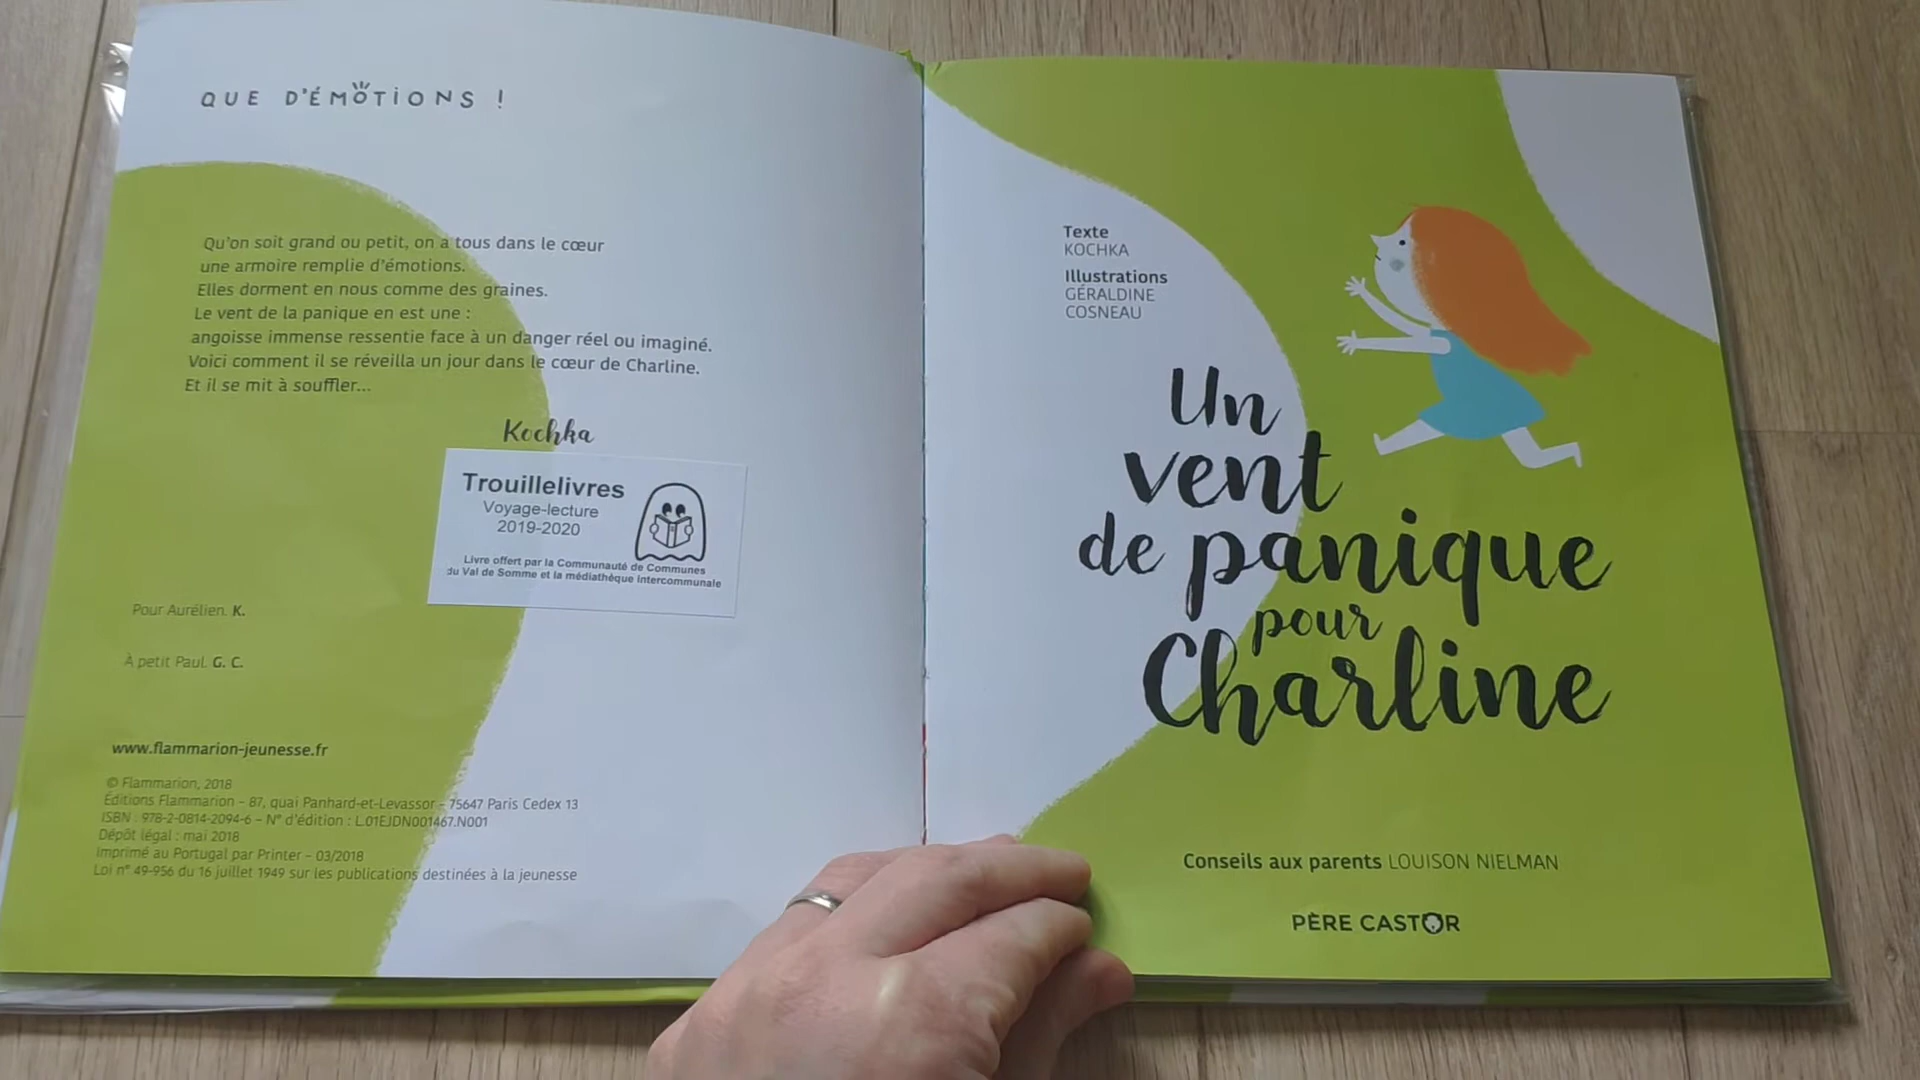 QUE D'ÉMOTIONS !
Qu'on soit grand ou petit, on a tous dans le cœur
une armoire remplie d'émotions.
Elles dorment en nous comme des graines.
Le vent de la panique en est une :
angoisse immense ressentie face à un danger réel ou imaginé.
Voici comment il se réveilla un jour dans le cœur de Charline.
Et il se mit à souffler...
Kochka
Trouillelivres
Voyage-lecture
2019-2020
Livre offert par la Communauté de Communes
du Val de Somme et la médiathèque Intercommunale
Pour Aurélien. K.
À petit Paul. G. C.
www.flammarion-jeunesse.fr
© Flammarion, 2018
Éditions Flammarion – 87, quai Panhard-et-Levassor – 75647 Paris Cedex 13
ISBN : 978-2-0814-2094-6 – N° d'édition : L.01EJDN001467.N001
Dépôt légal : mai 2018
Imprimé au Portugal par Printer – 03/2018
Loi n° 49-956 du 16 juillet 1949 sur les publications destinées à la jeunesse
Texte
KOCHKA
Illustrations
GÉRALDINE
COSNEAU
Un
vent
de panique
pour
Charline
Conseils aux parents LOUISON NIELMAN
PÈRE CASTOR